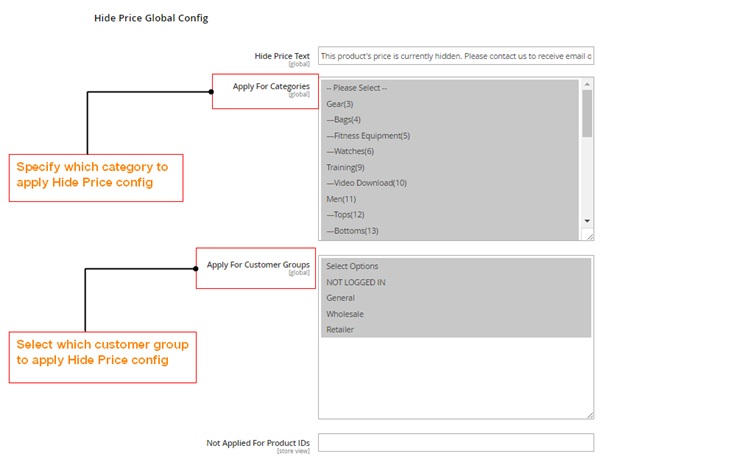 Hide Price Global Config
Hide Price Text
[global]
This product's price is currently hidden. Please contact us to receive email
Apply For Categories
[global]
-- Please Select --
Gear(3)
—Bags(4)
—Fitness Equipment(5)
—Watches(6)
Training(9)
—Video Download(10)
Men(11)
—Tops(12)
—Bottoms(13)
Specify which category to
apply Hide Price config
Apply For Customer Groups
[global]
Select Options
NOT LOGGED IN
General
Wholesale
Retailer
Select which customer group
to apply Hide Price config
Not Applied For Product IDs
[store view]